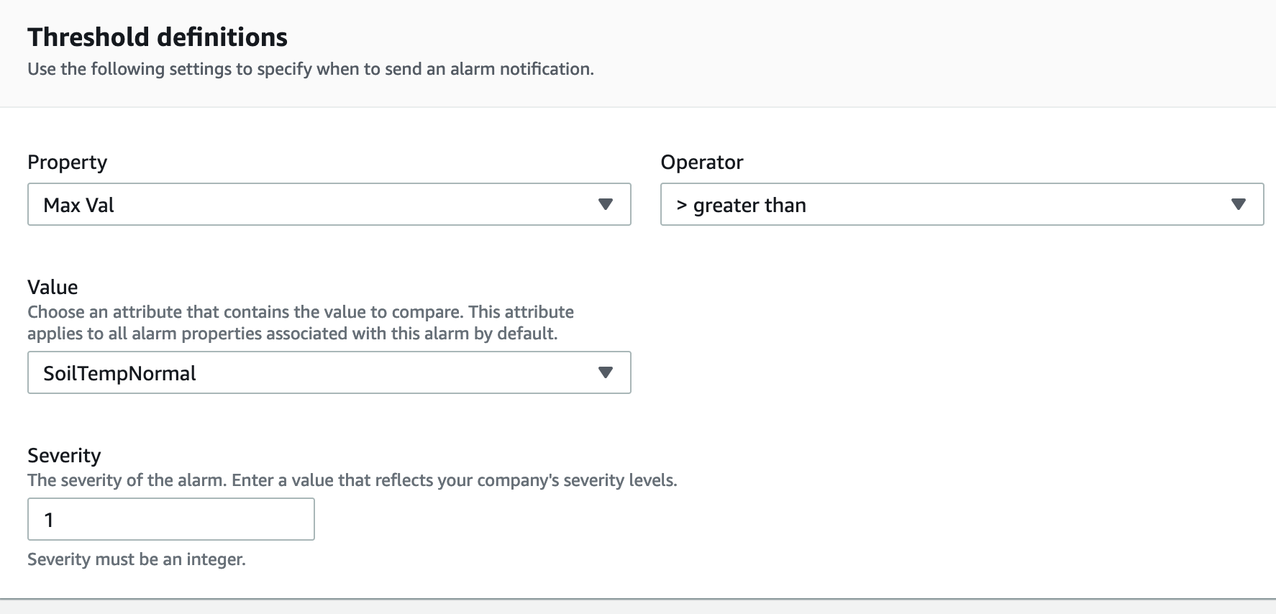 Threshold definitions
Use the following settings to specify when to send an alarm notification.
Property
Operator
Max Val
> greater than
Value
Choose an attribute that contains the value to compare. This attribute
applies to all alarm properties associated with this alarm by default.
SoilTempNormal
Severity
The severity of the alarm. Enter a value that reflects your company's severity levels.
1
Severity must be an integer.